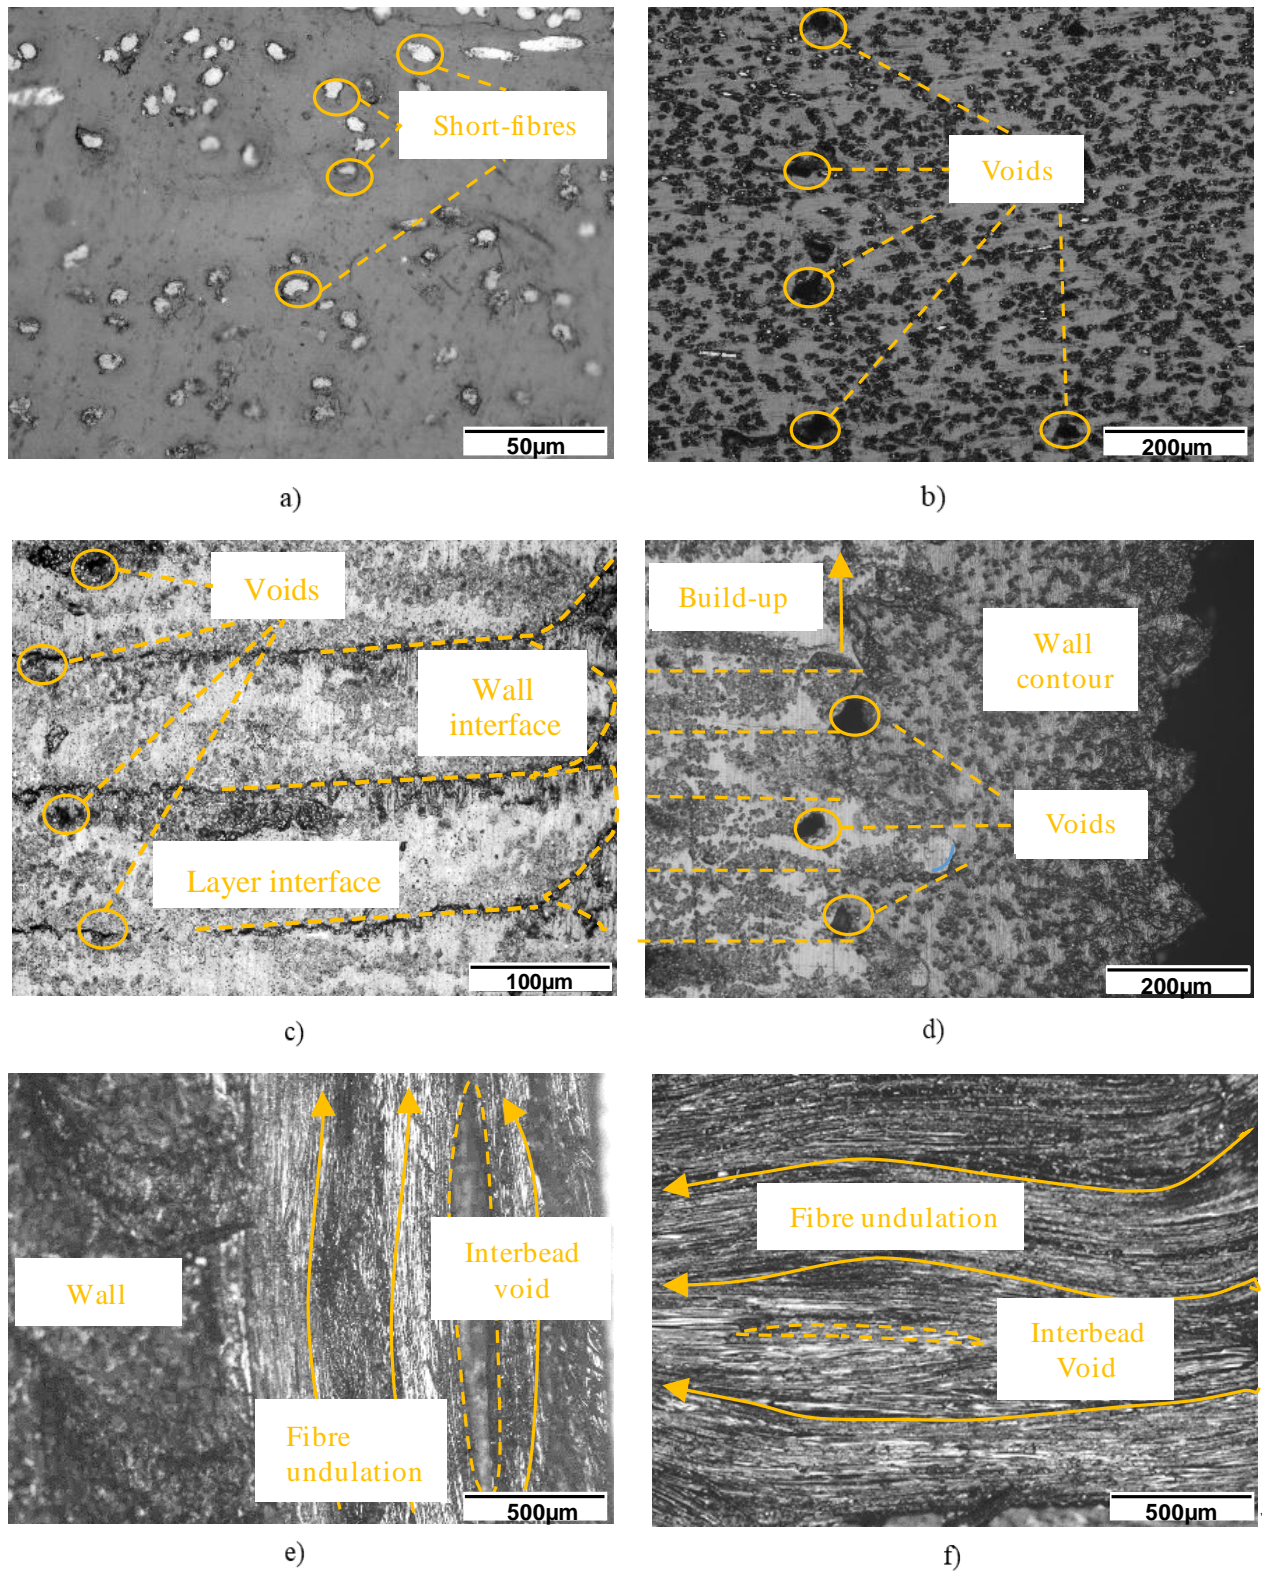 Short-fibres
50µm
a)
Voids
200µm
b)
Voids
Wall
interface
Layer interface
100µm
c)
Build-up
Wall
contour
Voids
200µm
d)
Wall
Interbead
void
Fibre
undulation
500µm
e)
Fibre undulation
Interbead
Void
500µm
f)